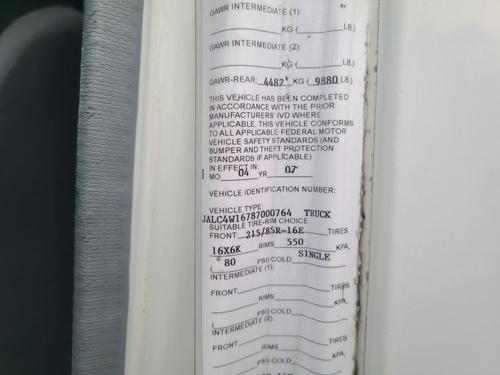 GAWR INTERMEDIATE (1):
KG ( LB.)
GAWR INTERMEDIATE (2):
KG ( LB.)
GAWR-REAR: 4482 KG ( 9880 LB.)
THIS VEHICLE HAS BEEN COMPLETED
IN ACCORDANCE WITH THE PRIOR
MANUFACTURERS' IVD WHERE
APPLICABLE. THIS VEHICLE CONFORMS
TO ALL APPLICABLE FEDERAL MOTOR
VEHICLE SAFETY STANDARDS (AND
BUMPER AND THEFT PROTECTION
STANDARDS IF APPLICABLE)
IN EFFECT IN:
MO 04 YR 07
VEHICLE IDENTIFICATION NUMBER:
VEHICLE TYPE:
JALC4W16787000764 TRUCK
SUITABLE TIRE-RIM CHOICE
FRONT: 215/85R-16E TIRES
16X6K RIMS 550 KPA,
( 80 PSI) COLD SINGLE
INTERMEDIATE (1):
FRONT: TIRES
RIMS KPA,
( PSI) COLD
INTERMEDIATE (2):
FRONT: TIRES
RIMS KPA,
( PSI) COLD